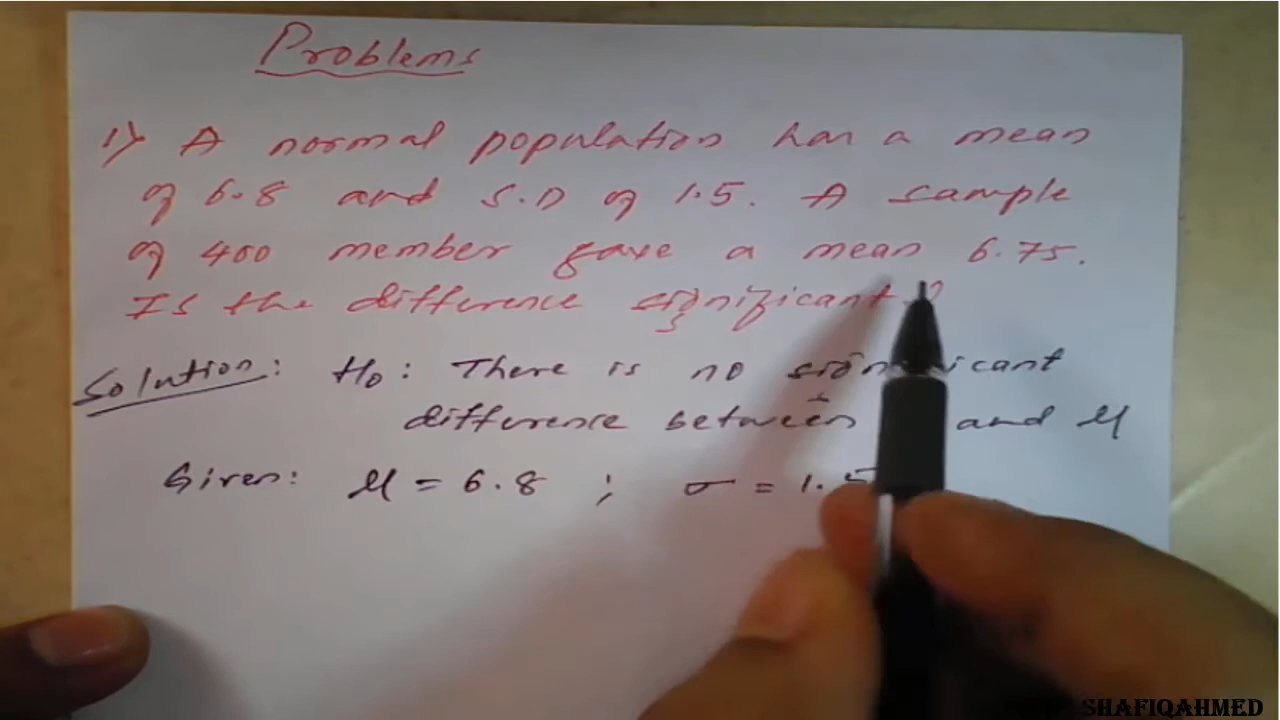 Problems
1) A normal population has a mean
of 6.8 and S.D of 1.5. A sample
of 400 member gave a mean 6.75.
Is the difference significant ?
Solution: H0: There is no significant
difference between and μ
Given: μ = 6.8 ; σ = 1.5
SHAFIQAHMED